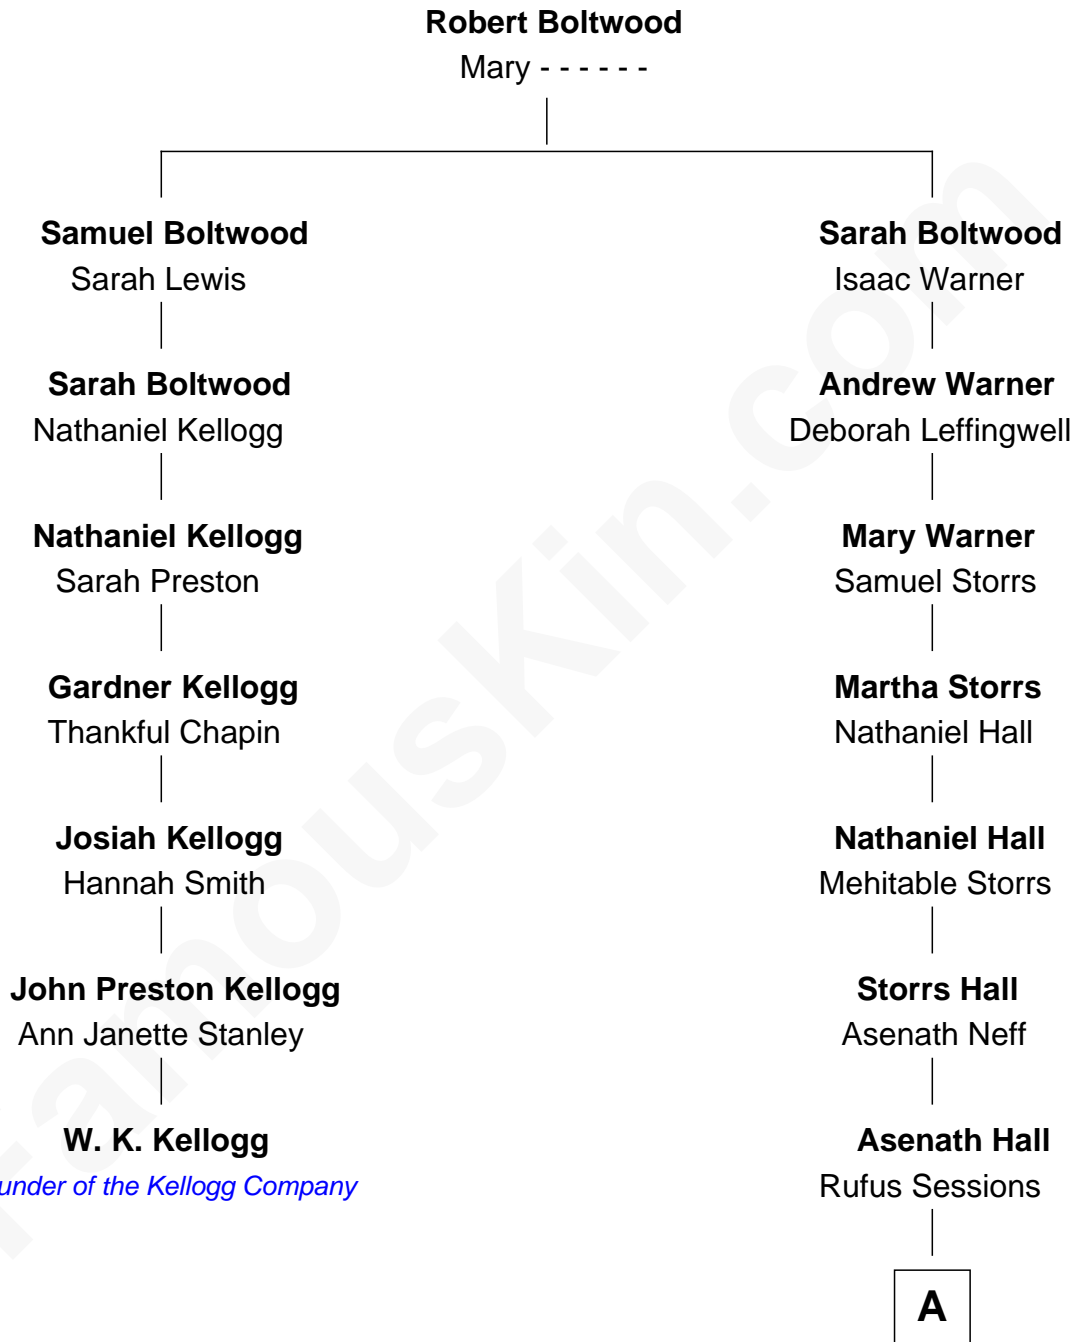 Robert Boltwood
Mary - - - - - -
Samuel Boltwood
Sarah Lewis
Sarah Boltwood
Isaac Warner
Sarah Boltwood
Nathaniel Kellogg
Andrew Warner
Deborah Leffingwell
Nathaniel Kellogg
Sarah Preston
Mary Warner
Samuel Storrs
Gardner Kellogg
Thankful Chapin
Martha Storrs
Nathaniel Hall
Josiah Kellogg
Hannah Smith
Nathaniel Hall
Mehitable Storrs
John Preston Kellogg
Ann Janette Stanley
Storrs Hall
Asenath Neff
W. K. Kellogg
under of the Kellogg Company
Asenath Hall
Rufus Sessions
A
FamousKin.com